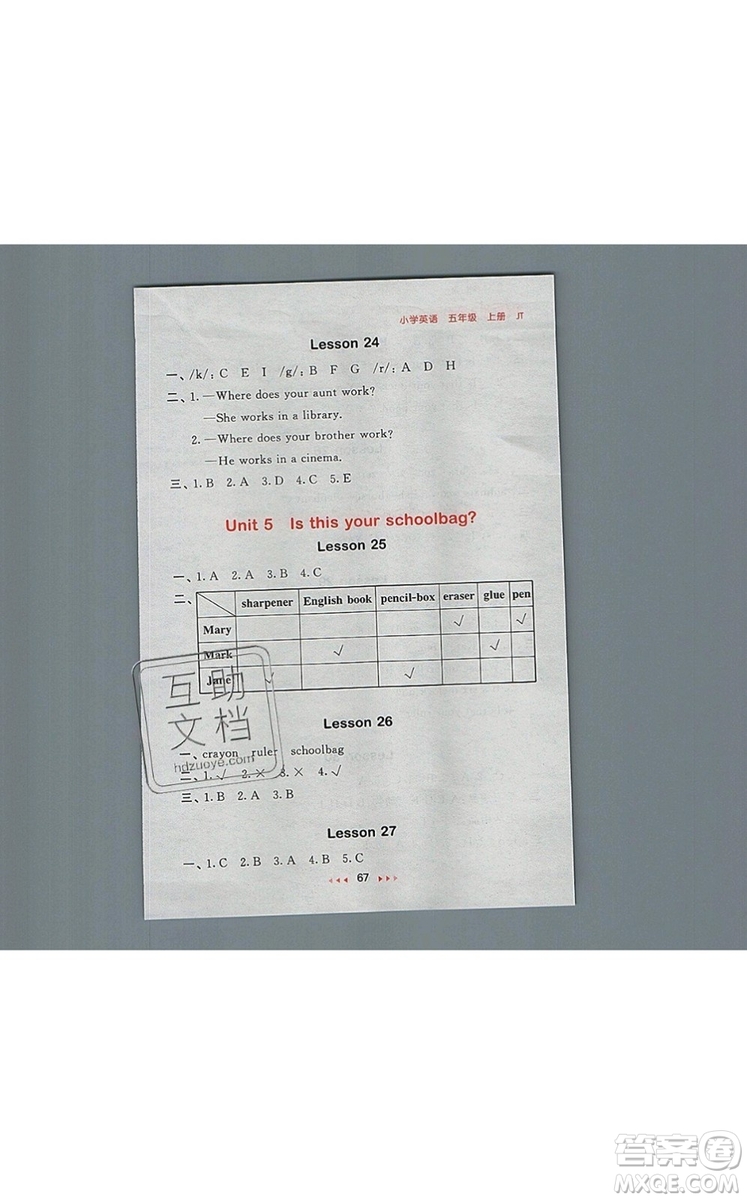 小学英语 五年级 上册 JT
Lesson 24
一、/k/: C E I /g/: B F G /r/: A D H
二、1. —Where does your aunt work?
—She works in a library.
2. —Where does your brother work?
—He works in a cinema.
三、1. B 2. A 3. D 4. C 5. E
Unit 5 Is this your schoolbag?
Lesson 25
一、1. A 2. A 3. B 4. C
二、
sharpener English book pencil-box eraser glue pen
Mary √ √
Mark √ √
Jane √ √
Lesson 26
一、crayon ruler schoolbag
二、1. √ 2. × 3. × 4. √
三、1. B 2. A 3. B
Lesson 27
一、1. C 2. B 3. A 4. B 5. C
67
互助
文档
hdzuoye.com
答案圈
MXQE.COM